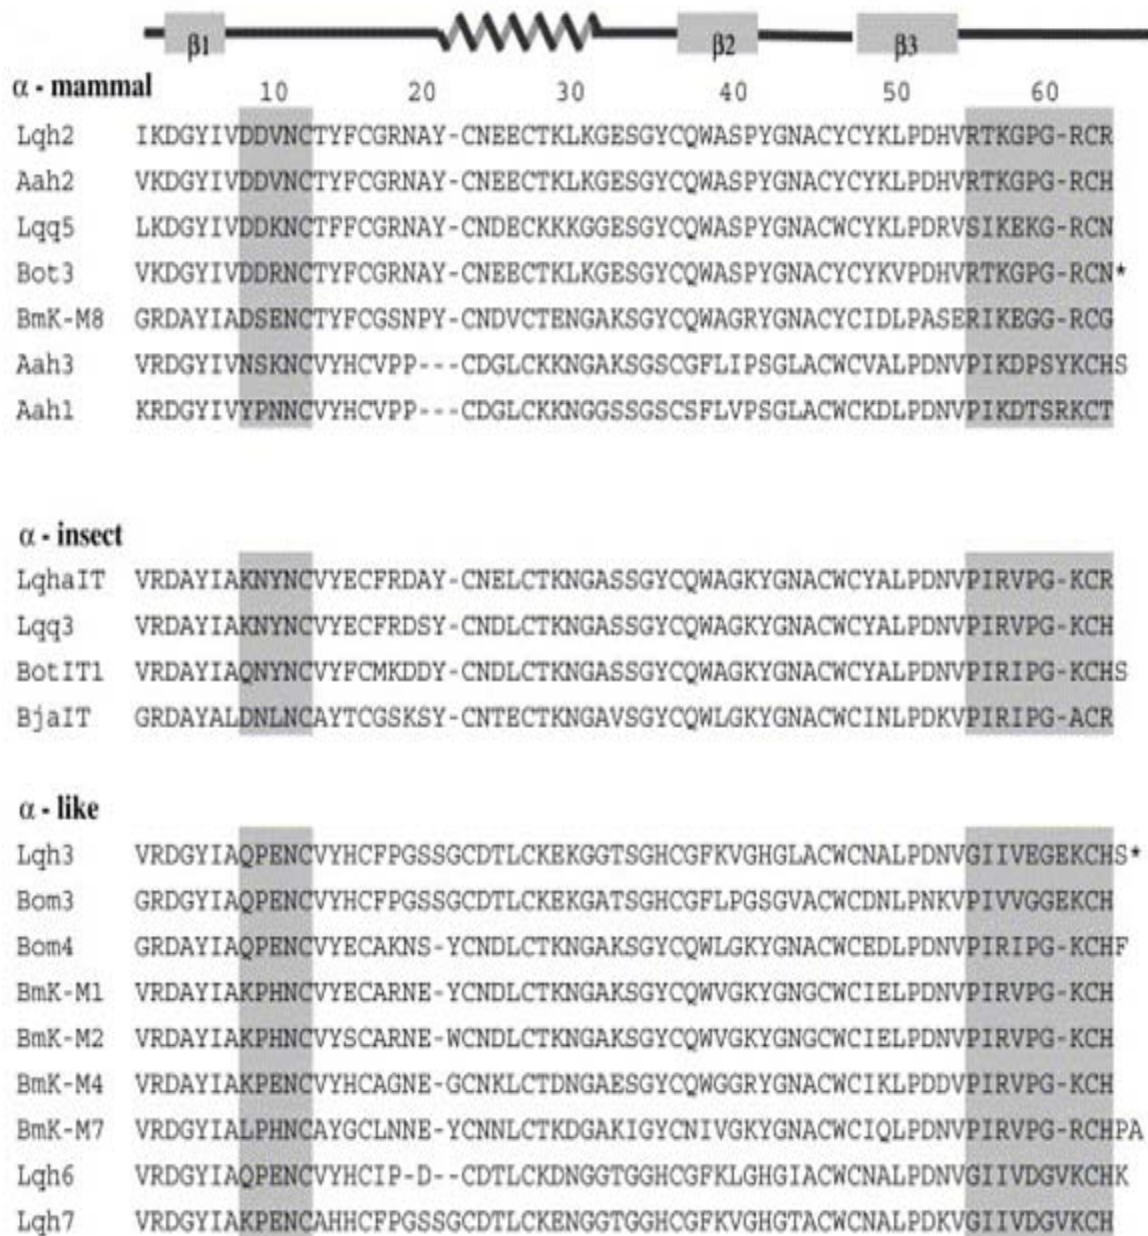 β1 β2 β3
α - mammal 10 20 30 40 50 60
Lqh2 IKDGYIVDDVNCTYFCGRNAY-CNEECTKLKGESGYCQWASPYGNACYCYKLPDHVRTKGPG-RCR
Aah2 VKDGYIVDDVNCTYFCGRNAY-CNEECTKLKGESGYCQWASPYGNACYCYKLPDHVRTKGPG-RCH
Lqq5 LKDGYIVDDKNCTFFCGRNAY-CNDECKKKGGESGYCQWASPYGNACWCYKLPDRVSIKEKG-RCN
Bot3 VKDGYIVDDRNCTYFCGRNAY-CNEECTKLKGESGYCQWASPYGNACYCYKVPDHVRTKGPG-RCN*
BmK-M8 GRDAYIADSENCTYFCGSNPY-CNDVCTENGAKSGYCQWAGRYGNACYCIDLPASERIKEGG-RCG
Aah3 VRDGYIVNSKNCVYHCVPP---CDGLCKKNGAKSGSCGFLIPSGLACWCVALPDNVPIKDPSYKCHS
Aah1 KRDGYIVYPNNCVYHCVPP---CDGLCKKNGGSSGSCSFLVPSGLACWCKDLPDNVPIKDTSRKCT
α - insect
LqhaIT VRDAYIAKNYNCVYECFRDAY-CNELCTKNGASSGYCQWAGKYGNACWCYALPDNVPIRVPG-KCR
Lqq3 VRDAYIAKNYNCVYECFRDSY-CNDLCTKNGASSGYCQWAGKYGNACWCYALPDNVPIRVPG-KCH
BotIT1 VRDAYIAQNYNCVYFCMKDDY-CNDLCTKNGASSGYCQWAGKYGNACWCYALPDNVPIRIPG-KCHS
BjaIT GRDAYALDNLNCAYTCGSKSY-CNTECTKNGAVSGYCQWLGKYGNACWCINLPDKVPIRIPG-ACR
α - like
Lqh3 VRDGYIAQPENCVYHCFPGSSGCDTLCKEKGGTSGHCGFKVGHGLACWCNALPDNVGIIVEGEKCHS*
Bom3 GRDGYIAQPENCVYHCFPGSSGCDTLCKEKGATSGHCGFLPGSGVACWCDNLPNKVPIVVGGEKCH
Bom4 GRDAYIAQPENCVYECAKNS-YCNDLCTKNGAKSGYCQWLGKYGNACWCEDLPDNVPIRIPG-KCHF
BmK-M1 VRDAYIAKPHNCVYECARNE-YCNDLCTKNGAKSGYCQWVGKYGNGCWCIELPDNVPIRVPG-KCH
BmK-M2 VRDAYIAKPHNCVYSCARNE-WCNDLCTKNGAKSGYCQWVGKYGNGCWCIELPDNVPIRVPG-KCH
BmK-M4 VRDAYIAKPENCVYHCAGNE-GCNKLCTDNGAESGYCQWGGRYGNACWCIKLPDDVPIRVPG-KCH
BmK-M7 VRDGYIALPHNCAYGCLNNE-YCNNLCTKDGAKIGYCNIVGKYGNACWCIQLPDNVPIRVPG-RCHPA
Lqh6 VRDGYIAQPENCVYHCIP-D--CDTLCKDNGGTGGHCGFKLGHGIACWCNALPDNVGIIVDGVKCHK
Lqh7 VRDGYIAKPENCAHHCFPGSSGCDTLCKENGGTGGHCGFKVGHGTACWCNALPDKVGIIVDGVKCH